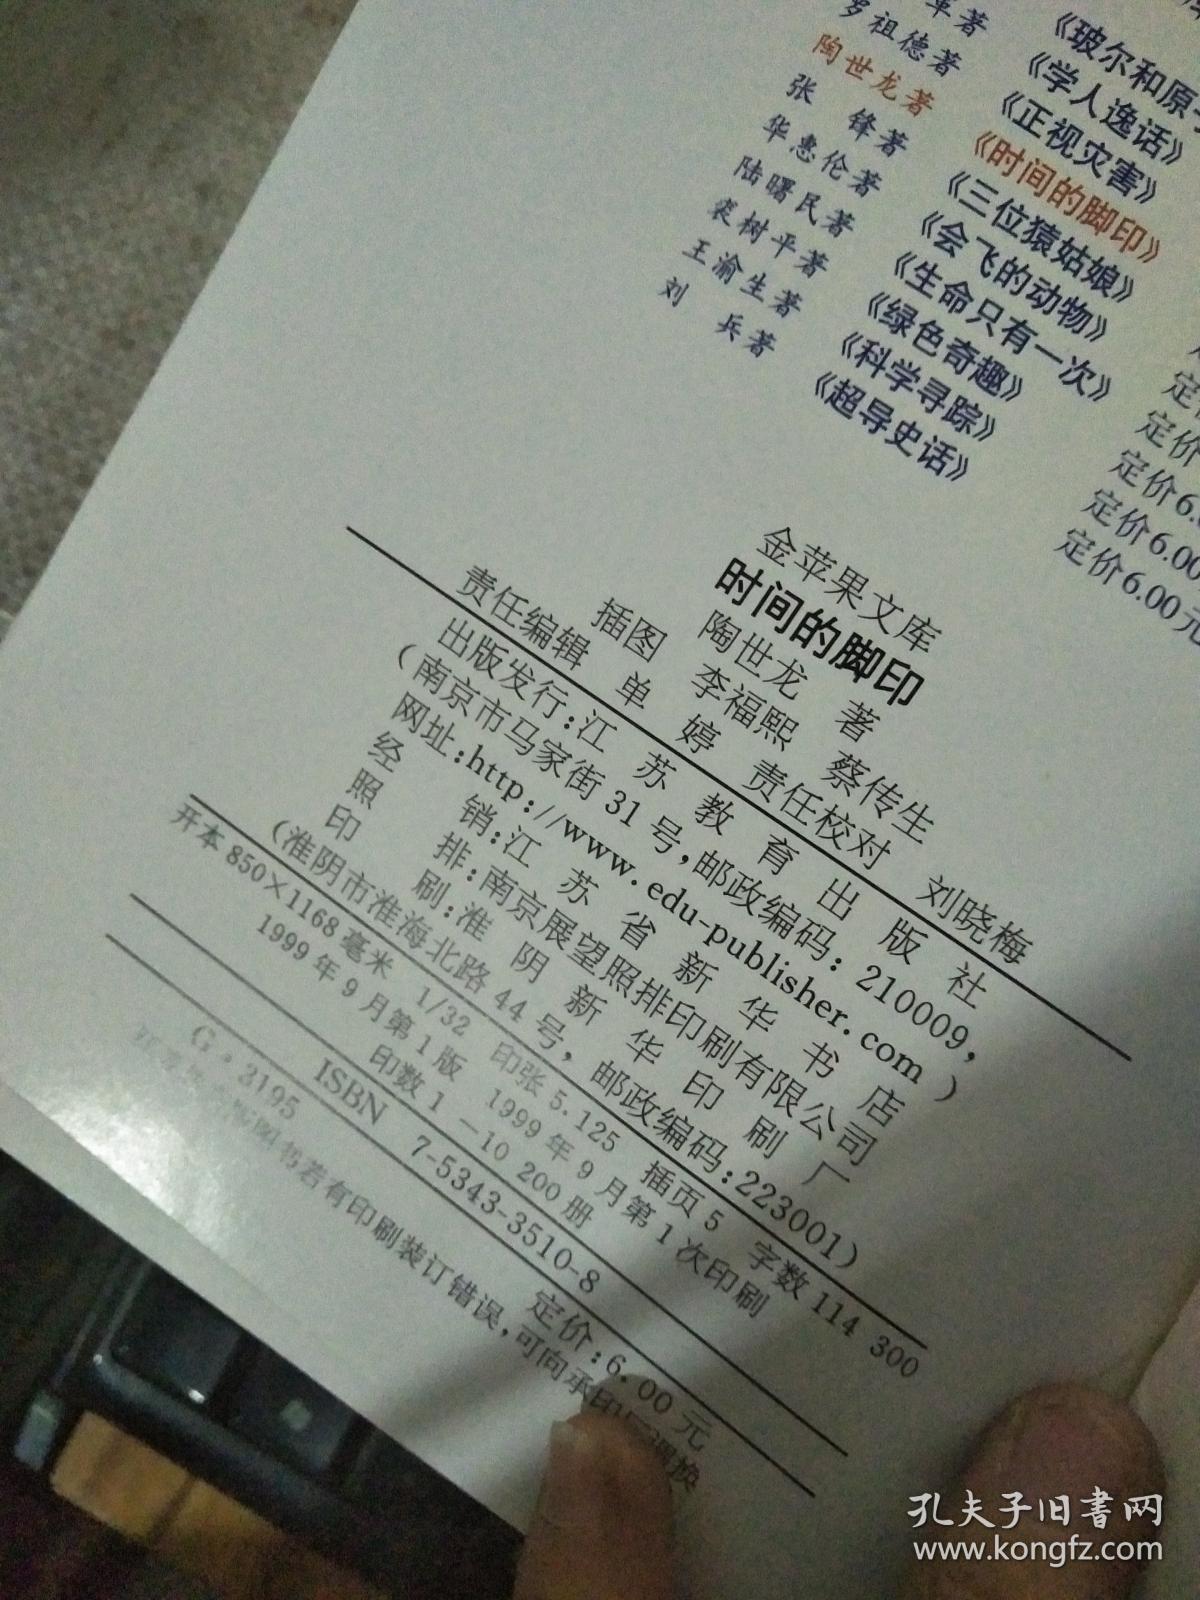 著
罗祖德著
陶世龙著
张 锋著
华惠伦著
陆曙民著
裘树平著
王渝生著
刘 兵著
《玻尔和原子
《学人逸话》
《正视灾害》
《时间的脚印》
《三位猿姑娘》
《会飞的动物》
《生命只有一次》
《绿色奇趣》
《科学寻踪》
《超导史话》
定价
定价6.
定价6.00
定价6.00元
金苹果文库
时间的脚印
陶世龙 著
插图 李福熙 蔡传生
责任编辑 单 婷 责任校对 刘晓梅
出版发行:江 苏 教 育 出 版 社
(南京市马家街31号,邮政编码:210009,
网址:http://www.edu-publisher.com)
经 销:江 苏 省 新 华 书 店
照 排:南京展望照排印刷有限公司
印 刷:淮 阴 新 华 印 刷 厂
(淮阴市淮海北路44号,邮政编码:223001)
开本 850×1168毫米 1/32 印张 5.125 插页 5 字数 114 300
1999年9月第1版 1999年9月第1次印刷
印数 1—10 200册
ISBN 7-5343-3510-8
G·3195 定价:6.00元
图书若有印刷装订错误,可向承印厂调换
孔夫子旧书网
www.kongfz.com